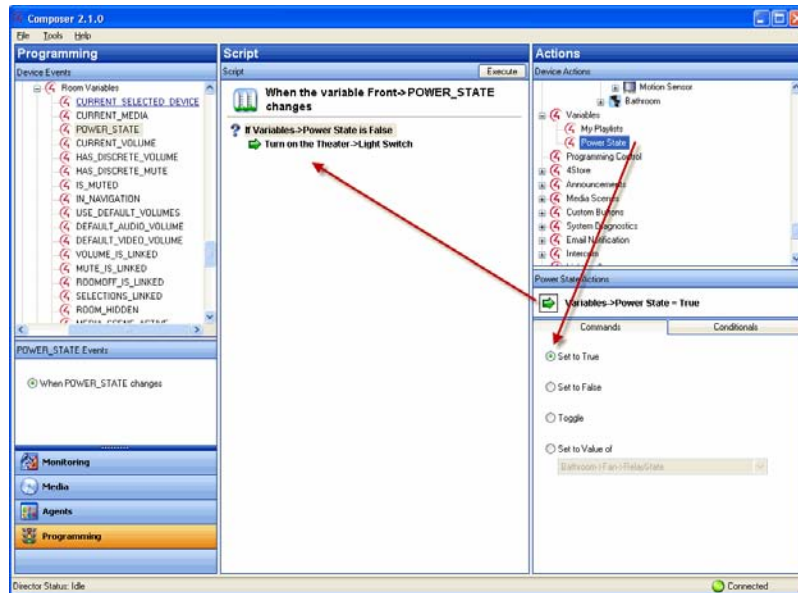 Composer 2.1.0
File Tools Help
Programming
Device Events
Room Variables
CURRENT_SELECTED_DEVICE
CURRENT_MEDIA
POWER_STATE
CURRENT_VOLUME
HAS_DISCRETE_VOLUME
HAS_DISCRETE_MUTE
IS_MUTED
IN_NAVIGATION
USE_DEFAULT_VOLUMES
DEFAULT_AUDIO_VOLUME
DEFAULT_VIDEO_VOLUME
VOLUME_IS_LINKED
MUTE_IS_LINKED
ROOMOFF_IS_LINKED
SELECTIONS_LINKED
ROOM_HIDDEN
MEDIA_SCENE_ACTIVE
POWER_STATE Events
When POWER_STATE changes
Monitoring
Media
Agents
Programming
Director Status: Idle
Script
Script
Execute
When the variable Front->POWER_STATE
changes
If Variables->Power State is False
Turn on the Theater->Light Switch
Actions
Device Actions
Motion Sensor
Bathroom
Variables
My Playlists
Power State
Programming Control
4Store
Announcements
Media Scenes
Custom Buttons
System Diagnostics
Email Notification
Intercom
Power State Actions
Variables->Power State = True
Commands
Conditionals
Set to True
Set to False
Toggle
Set to Value of
Bathroom->Fan->RelayState
Connected